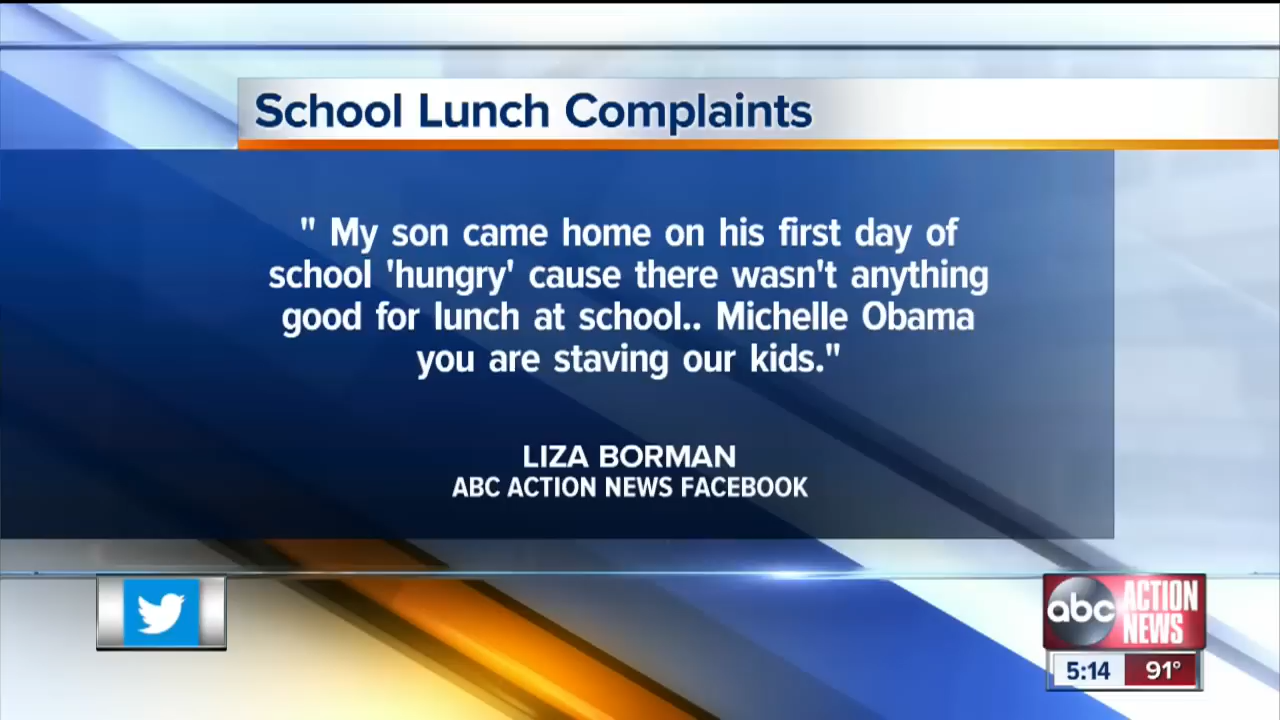 School Lunch Complaints
" My son came home on his first day of
school 'hungry' cause there wasn't anything
good for lunch at school.. Michelle Obama
you are staving our kids."
LIZA BORMAN
ABC ACTION NEWS FACEBOOK
abc ACTION
NEWS
5:14 91°